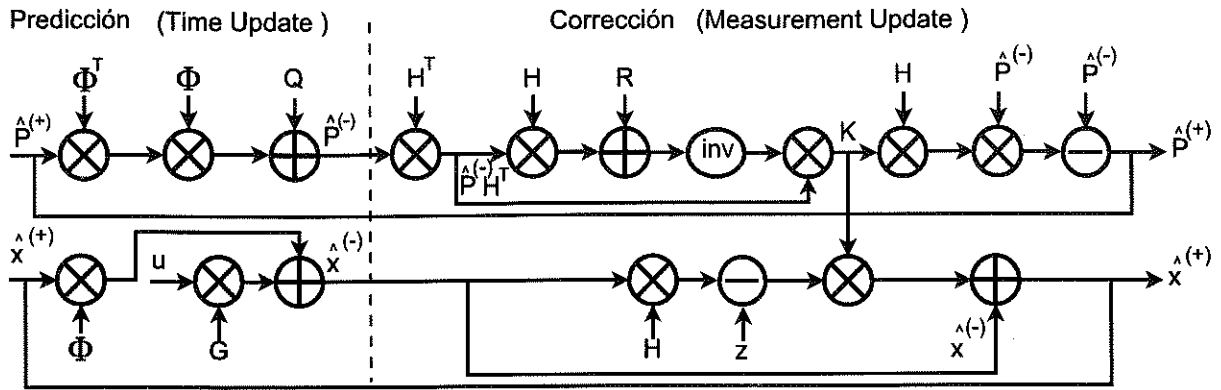 Predicción (Time Update )
Corrección (Measurement Update )
Φ^T Φ Q H^T H R H P̂^(-) P̂^(-)
P̂^(+) P̂^(-) inv K P̂^(+)
P̂^(-) H^T
x̂^(+) u x̂^(-) x̂^(+)
x̂^(-)
Φ G H z